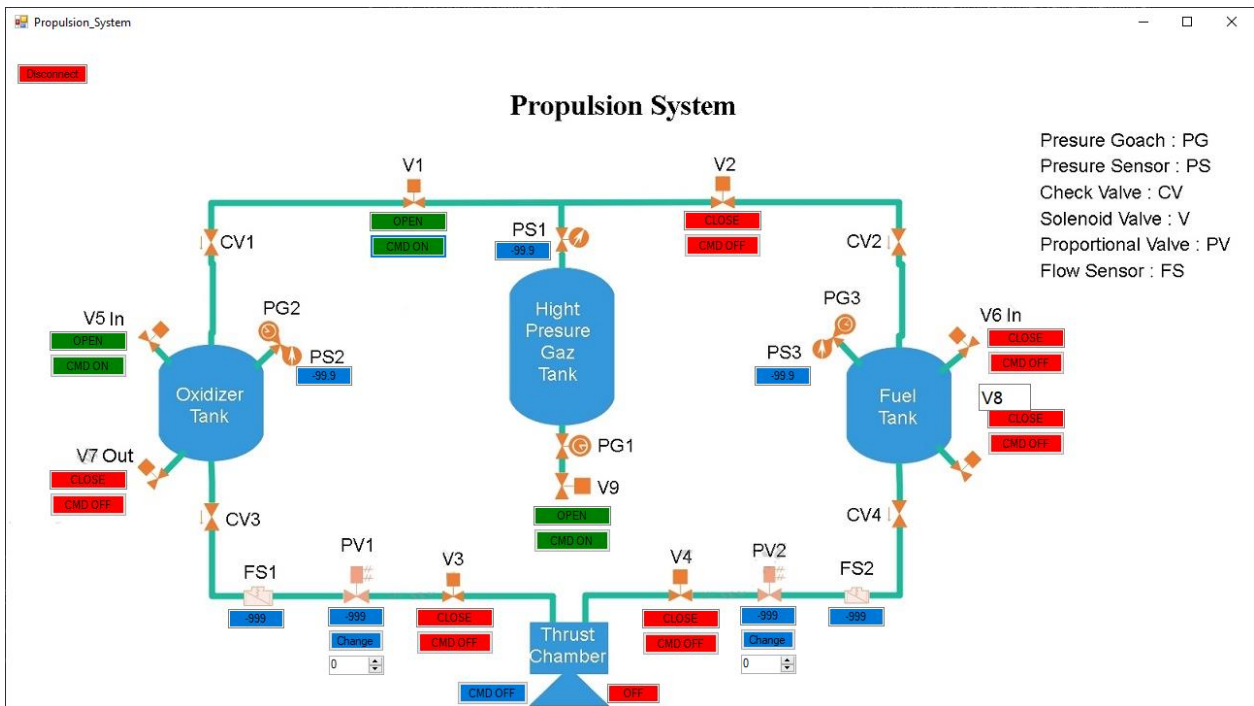 Propulsion_System
Disconnect
Propulsion System
Presure Goach : PG
Presure Sensor : PS
Check Valve : CV
Solenoid Valve : V
Proportional Valve : PV
Flow Sensor : FS
V1
OPEN
CMD ON
V2
CLOSE
CMD OFF
PS1
-99.9
CV1
CV2
V5 In
OPEN
CMD ON
PG2
PS2
-99.9
Oxidizer
Tank
Hight
Presure
Gaz
Tank
PG3
PS3
-99.9
Fuel
Tank
V6 In
CLOSE
CMD OFF
V8
CLOSE
CMD OFF
V7 Out
CLOSE
CMD OFF
PG1
V9
OPEN
CMD ON
CV3
CV4
FS1
-999
PV1
-999
Change
0
V3
CLOSE
CMD OFF
V4
CLOSE
CMD OFF
PV2
-999
Change
0
FS2
-999
Thrust
Chamber
CMD OFF
OFF